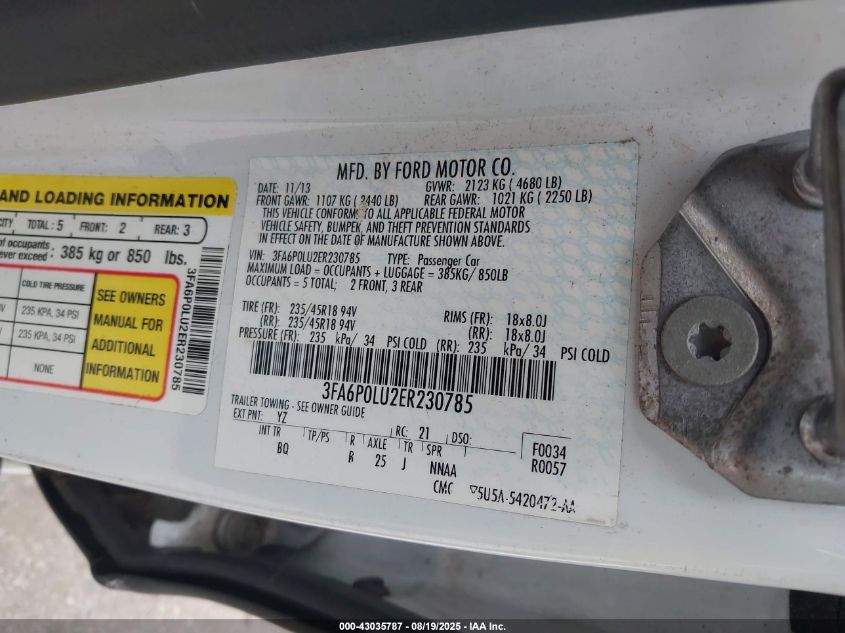 AND LOADING INFORMATION
CITY TOTAL: 5 FRONT: 2 REAR: 3
of occupants
ever exceed: 385 kg or 850 lbs.
COLD TIRE PRESSURE
235 KPA, 34 PSI
235 KPA, 34 PSI
NONE
SEE OWNERS
MANUAL FOR
ADDITIONAL
INFORMATION
3FA6P0LU2ER230785
MFD. BY FORD MOTOR CO.
DATE: 11/13 GVWR: 2123 KG ( 4680 LB)
FRONT GAWR: 1107 KG ( 2440 LB) REAR GAWR: 1021 KG ( 2250 LB)
THIS VEHICLE CONFORMS TO ALL APPLICABLE FEDERAL MOTOR
VEHICLE SAFETY, BUMPER, AND THEFT PREVENTION STANDARDS
IN EFFECT ON THE DATE OF MANUFACTURE SHOWN ABOVE.
VIN: 3FA6P0LU2ER230785 TYPE: Passenger Car
MAXIMUM LOAD = OCCUPANTS + LUGGAGE = 385KG/ 850LB
OCCUPANTS = 5 TOTAL; 2 FRONT, 3 REAR
TIRE (FR): 235/45R18 94V RIMS (FR): 18x8.0J
(RR): 235/45R18 94V (RR): 18x8.0J
PRESSURE (FR): 235 kPa/ 34 PSI COLD (RR): 235 kPa/ 34 PSI COLD
3FA6P0LU2ER230785
TRAILER TOWING - SEE OWNER GUIDE
EXT PNT: YZ RC: 21 DSO: F0034
INT TR TP/PS R AXLE TR SPR R0057
BQ B 25 J NNAA
CMC ▽5U5A-5420472-AA
000-43035787 - 08/19/2025 - IAA Inc.